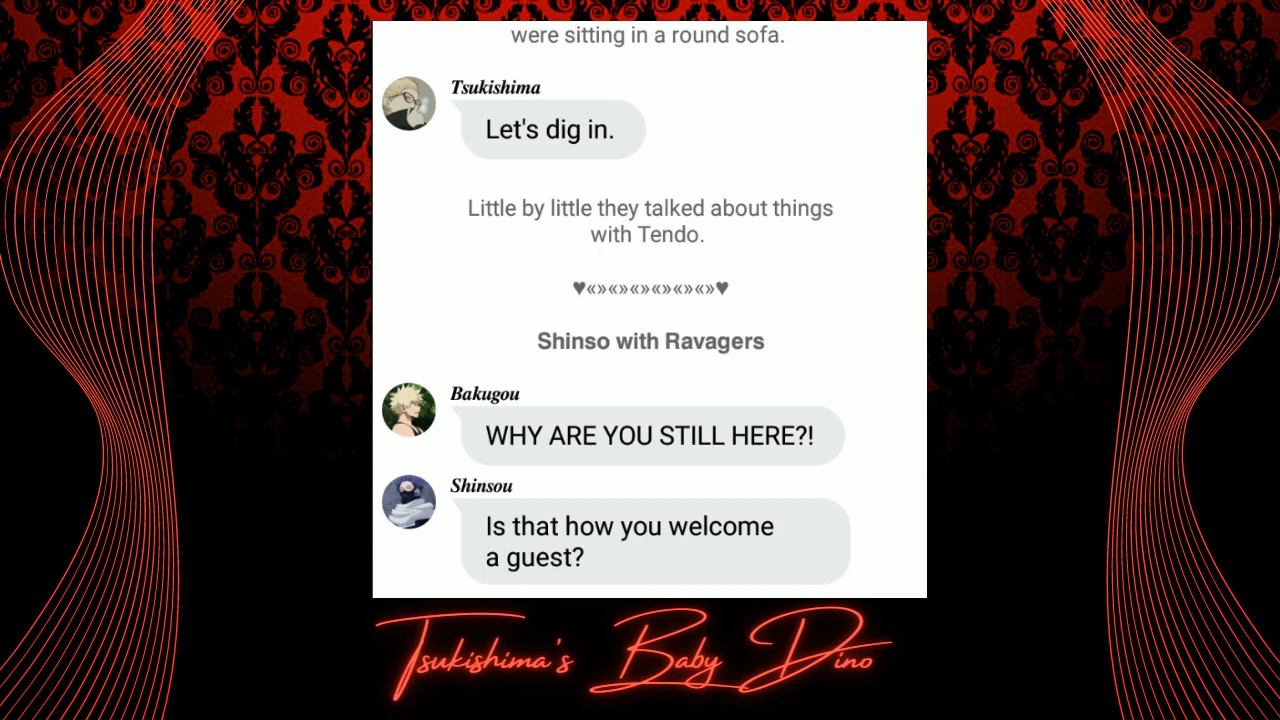 were sitting in a round sofa.
Tsukishima
Let's dig in.
Little by little they talked about things
with Tendo.
♥«»«»«»«»«»«»♥
Shinso with Ravagers
Bakugou
WHY ARE YOU STILL HERE?!
Shinsou
Is that how you welcome
a guest?
Tsukishima's Baby Dino